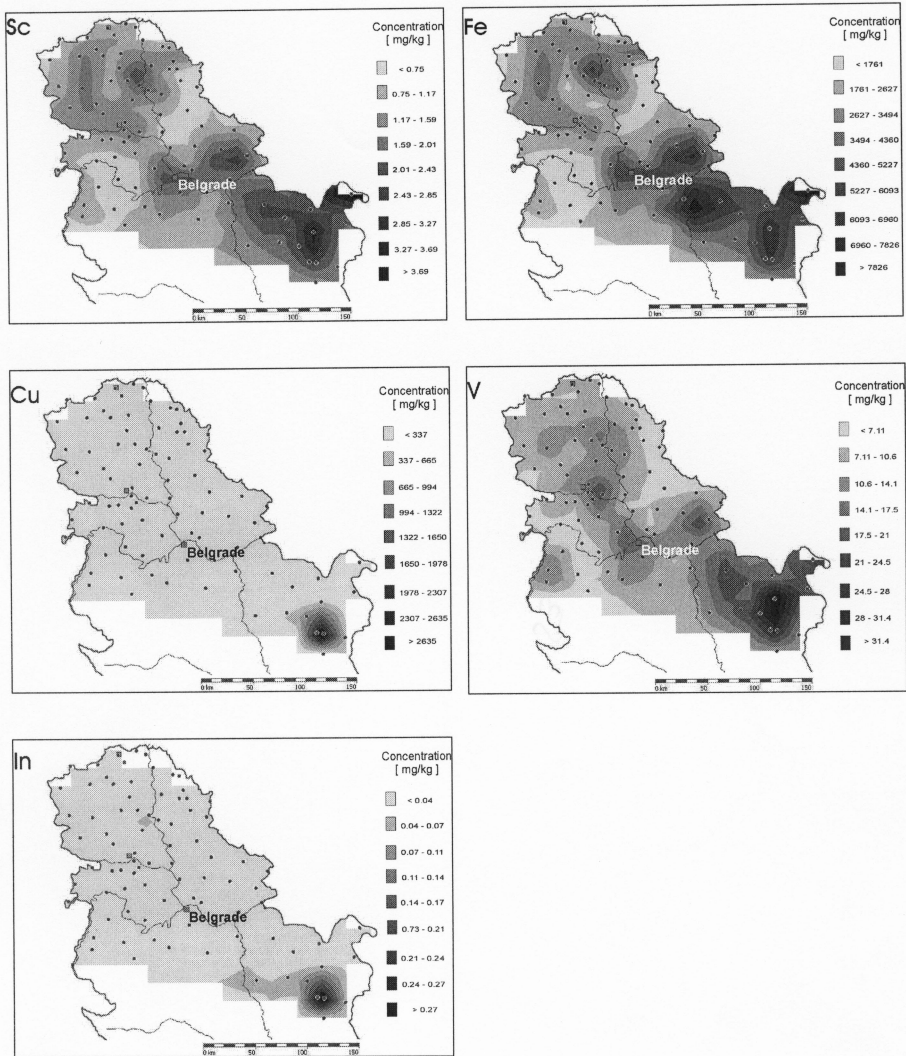 Sc
Concentration
[ mg/kg ]
< 0.75
0.75 - 1.17
1.17 - 1.59
1.59 - 2.01
2.01 - 2.43
2.43 - 2.85
2.85 - 3.27
3.27 - 3.69
> 3.69
Belgrade
0 km 50 100 150
Fe
Concentration
[ mg/kg ]
< 1761
1761 - 2627
2627 - 3494
3494 - 4360
4360 - 5227
5227 - 6093
6093 - 6960
6960 - 7826
> 7826
Belgrade
0 km 50 100 150
Cu
Concentration
[ mg/kg ]
< 337
337 - 665
665 - 994
994 - 1322
1322 - 1650
1650 - 1978
1978 - 2307
2307 - 2635
> 2635
Belgrade
0 km 50 100 150
V
Concentration
[ mg/kg ]
< 7.11
7.11 - 10.6
10.6 - 14.1
14.1 - 17.5
17.5 - 21
21 - 24.5
24.5 - 28
28 - 31.4
> 31.4
Belgrade
0 km 50 100 150
In
Concentration
[ mg/kg ]
< 0.04
0.04 - 0.07
0.07 - 0.11
0.11 - 0.14
0.14 - 0.17
0.73 - 0.21
0.21 - 0.24
0.24 - 0.27
> 0.27
Belgrade
0 km 50 100 150